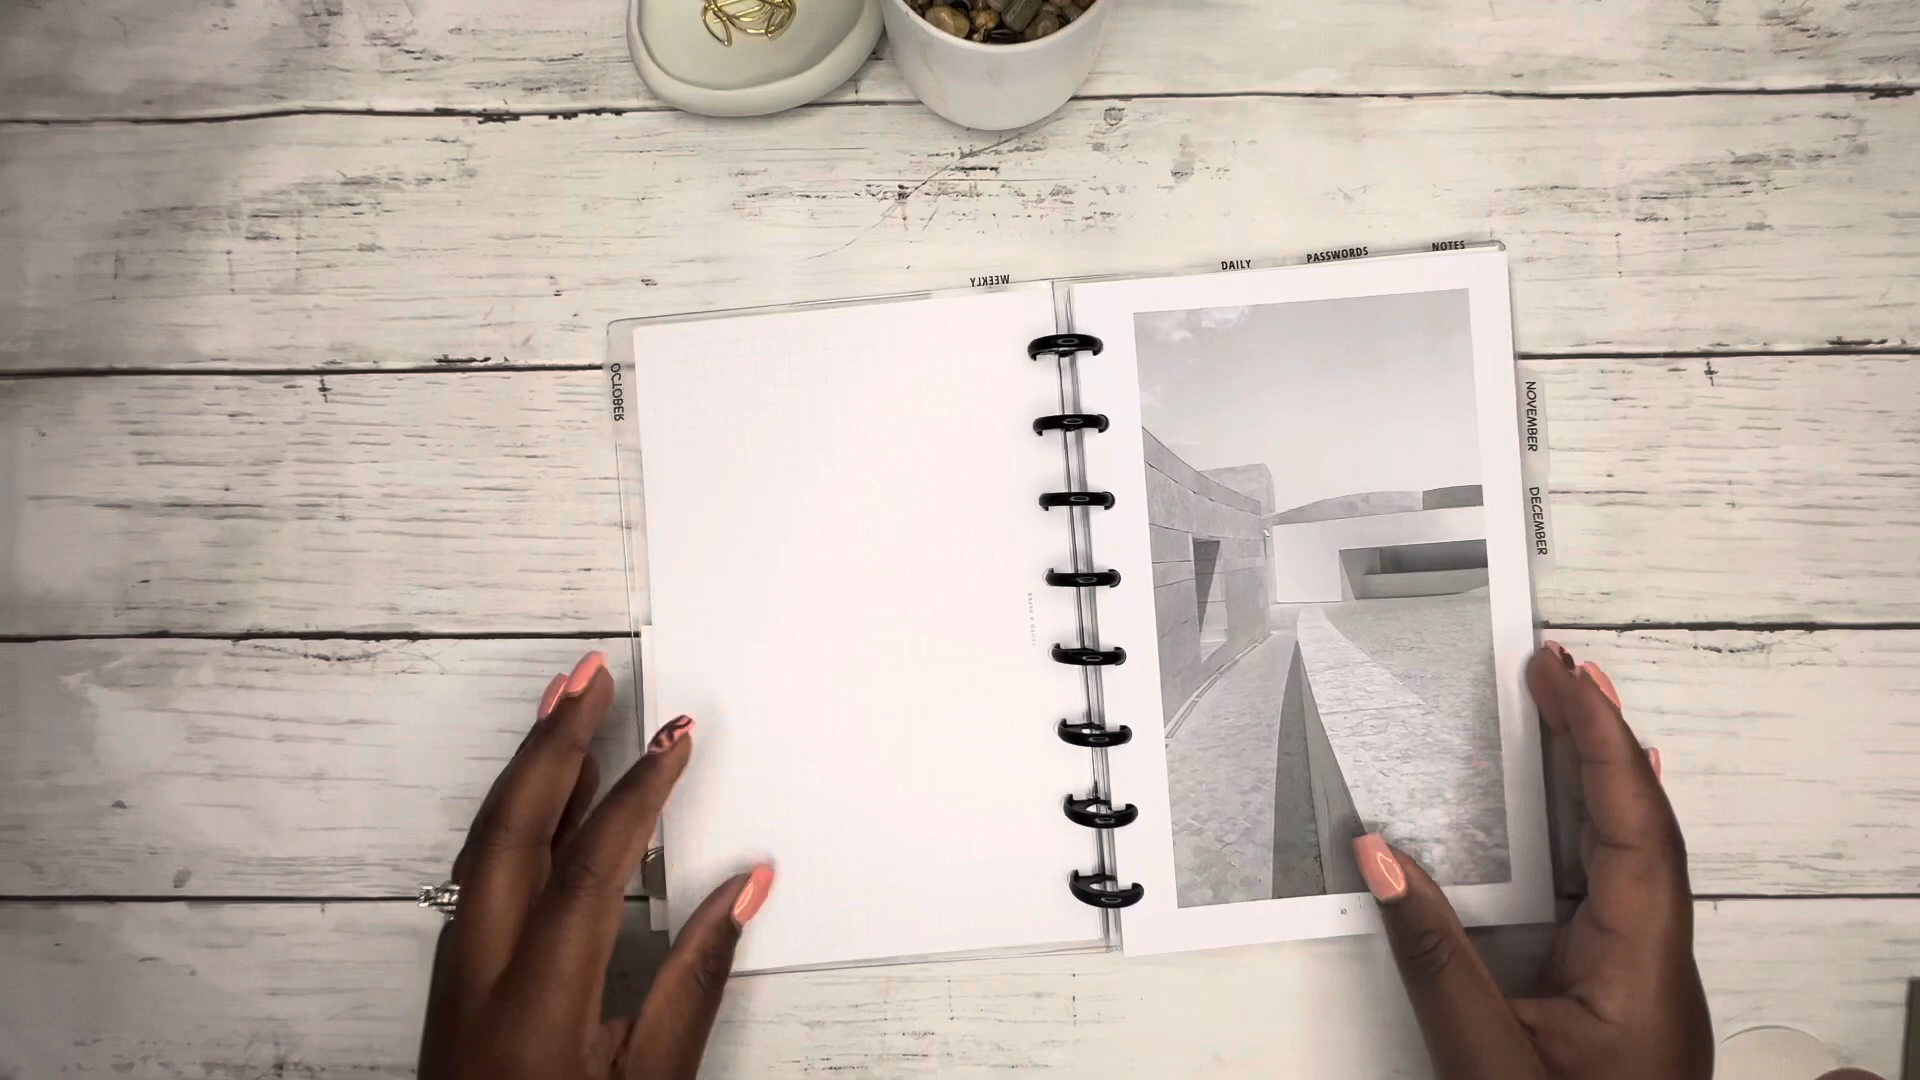 WEEKLY
DAILY
PASSWORDS
NOTES
OCTOBER
NOVEMBER
DECEMBER